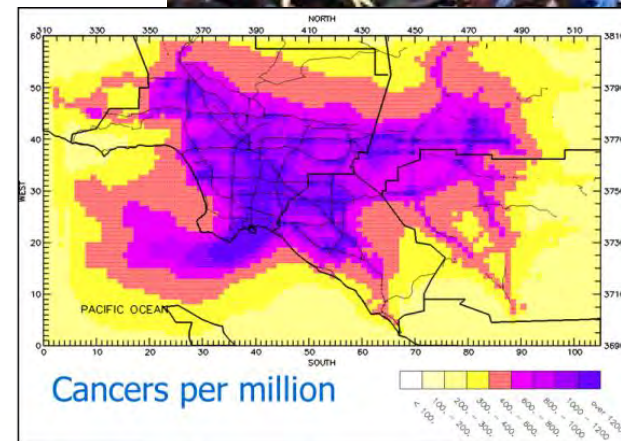 NORTH
310 330 350 370 390 410 430 450 470 490 510
60 3810
50 3790
40 3770
WEST
30 3750
20 3730
10 3710
PACIFIC OCEAN
0 3690
0 10 20 30 40 50 60 70 80 90 100
SOUTH
Cancers per million
< 100.
100. - 200.
200. - 300.
300. - 400.
400. - 600.
600. - 800.
800. - 1000
1000 - 1200
over 1200